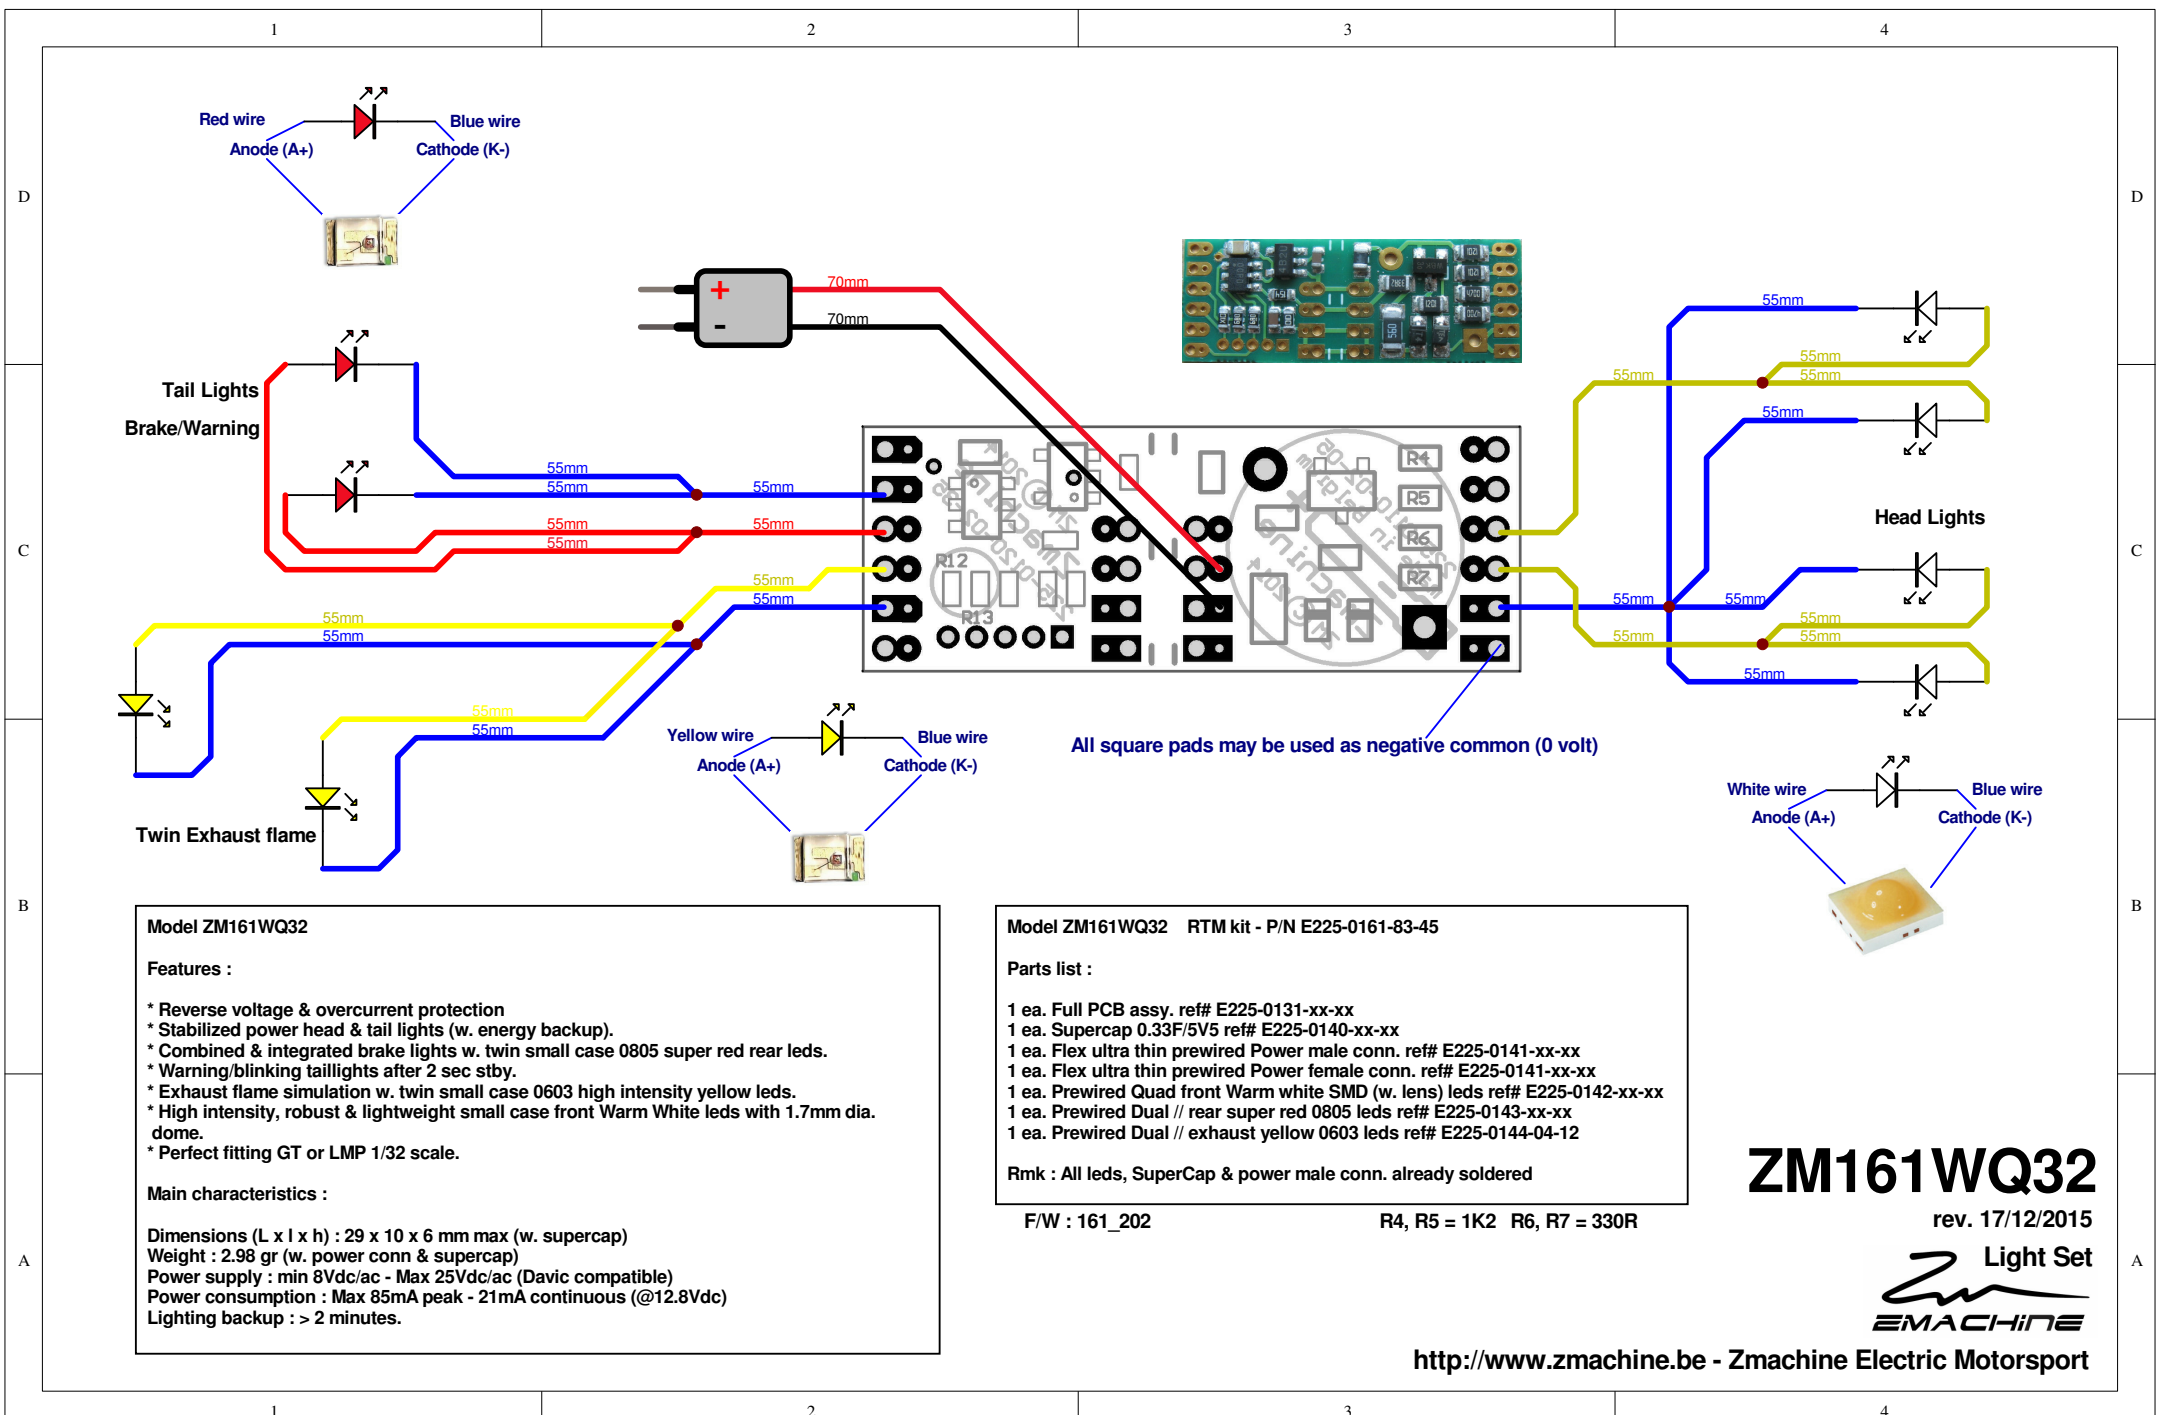 1
2
3
4
D
D
Red wire
Blue wire
Anode (A+)
Cathode (K-)
+
-
70mm
70mm
55mm
55mm
55mm
55mm
55mm
Tail Lights
Brake/Warning
55mm
55mm
55mm
55mm
55mm
55mm
C
C
Head Lights
R4
R5
R6
R7
R12
R13
55mm
55mm
55mm
55mm
55mm
55mm
55mm
55mm
55mm
55mm
55mm
55mm
55mm
Yellow wire
Blue wire
Anode (A+)
Cathode (K-)
All square pads may be used as negative common (0 volt)
White wire
Blue wire
Anode (A+)
Cathode (K-)
Twin Exhaust flame
B
B
Model ZM161WQ32
Features :
* Reverse voltage & overcurrent protection
* Stabilized power head & tail lights (w. energy backup).
* Combined & integrated brake lights w. twin small case 0805 super red rear leds.
* Warning/blinking taillights after 2 sec stby.
* Exhaust flame simulation w. twin small case 0603 high intensity yellow leds.
* High intensity, robust & lightweight small case front Warm White leds with 1.7mm dia.
dome.
* Perfect fitting GT or LMP 1/32 scale.
Main characteristics :
Dimensions (L x l x h) : 29 x 10 x 6 mm max (w. supercap)
Weight : 2.98 gr (w. power conn & supercap)
Power supply : min 8Vdc/ac - Max 25Vdc/ac (Davic compatible)
Power consumption : Max 85mA peak - 21mA continuous (@12.8Vdc)
Lighting backup : > 2 minutes.
Model ZM161WQ32 RTM kit - P/N E225-0161-83-45
Parts list :
1 ea. Full PCB assy. ref# E225-0131-xx-xx
1 ea. Supercap 0.33F/5V5 ref# E225-0140-xx-xx
1 ea. Flex ultra thin prewired Power male conn. ref# E225-0141-xx-xx
1 ea. Flex ultra thin prewired Power female conn. ref# E225-0141-xx-xx
1 ea. Prewired Quad front Warm white SMD (w. lens) leds ref# E225-0142-xx-xx
1 ea. Prewired Dual // rear super red 0805 leds ref# E225-0143-xx-xx
1 ea. Prewired Dual // exhaust yellow 0603 leds ref# E225-0144-04-12
Rmk : All leds, SuperCap & power male conn. already soldered
F/W : 161_202
R4, R5 = 1K2 R6, R7 = 330R
ZM161WQ32
rev. 17/12/2015
Light Set
ZMACHINE
http://www.zmachine.be - Zmachine Electric Motorsport
A
A
1
2
3
4